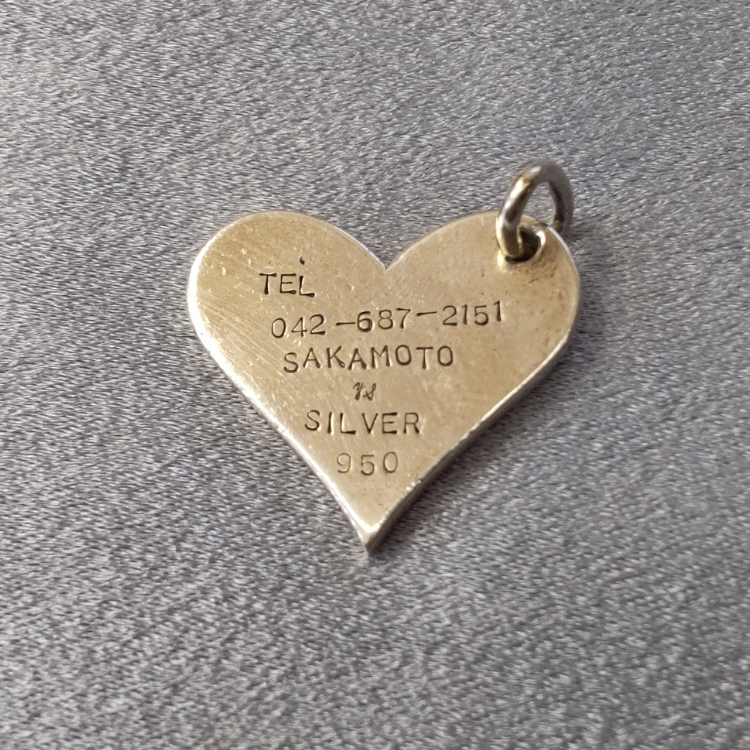 TEL
042-687-2151
SAKAMOTO
SILVER
950